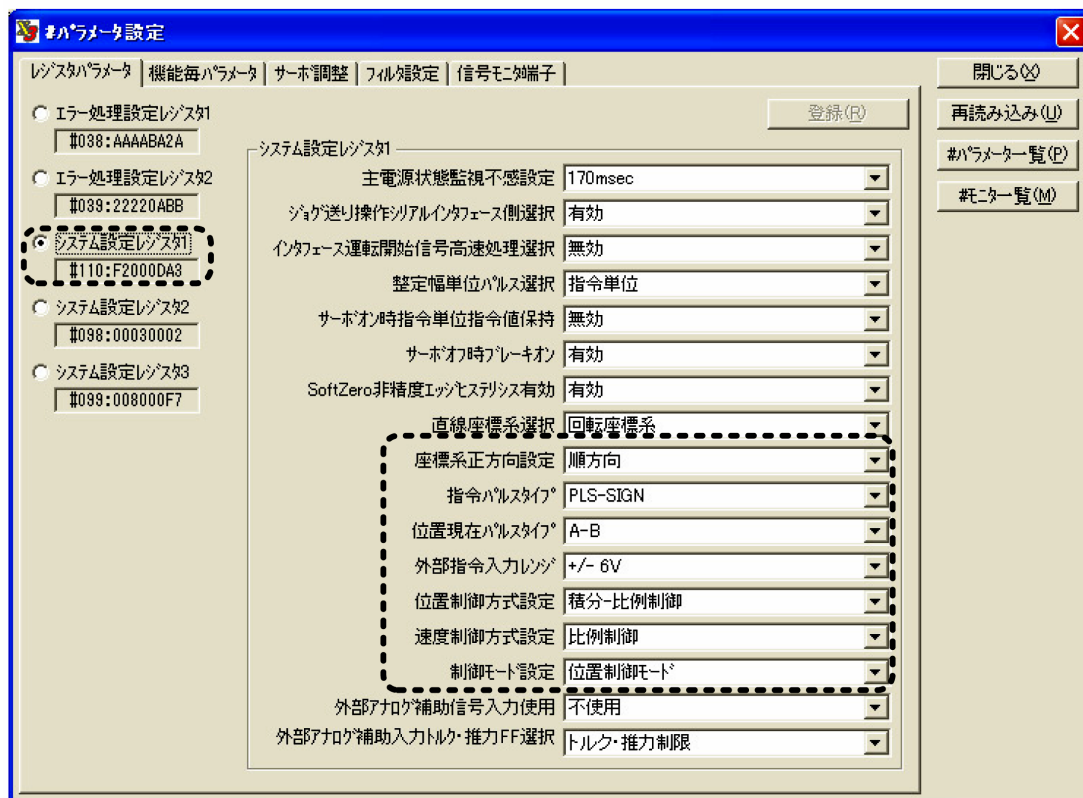 #パラメータ設定
レジスタパラメータ 機能毎パラメータ サーボ調整 フィルタ設定 信号モニタ端子
閉じる(X)
再読み込み(U)
#パラメーター覧(P)
#モニター覧(M)
登録(R)
エラー処理設定レジスタ1
#038:AAAABA2A
エラー処理設定レジスタ2
#039:22220ABB
システム設定レジスタ1
#110:F2000DA3
システム設定レジスタ2
#098:00030002
システム設定レジスタ3
#099:008000F7
システム設定レジスタ1
主電源状態監視不感設定 170msec
ジョグ送り操作シリアルインタフェース側選択 有効
インタフェース運転開始信号高速処理選択 無効
整定幅単位パルス選択 指令単位
サーボオン時指令単位指令値保持 無効
サーボオフ時ブレーキオン 有効
SoftZero非精度エッジヒステリシス有効 有効
直線座標系選択 回転座標系
座標系正方向設定 順方向
指令パルスタイプ PLS-SIGN
位置現在パルスタイプ A-B
外部指令入力レンジ +/- 6V
位置制御方式設定 積分-比例制御
速度制御方式設定 比例制御
制御モード設定 位置制御モード
外部アナログ補助信号入力使用 不使用
外部アナログ補助入力トルク・推力FF選択 トルク・推力制限